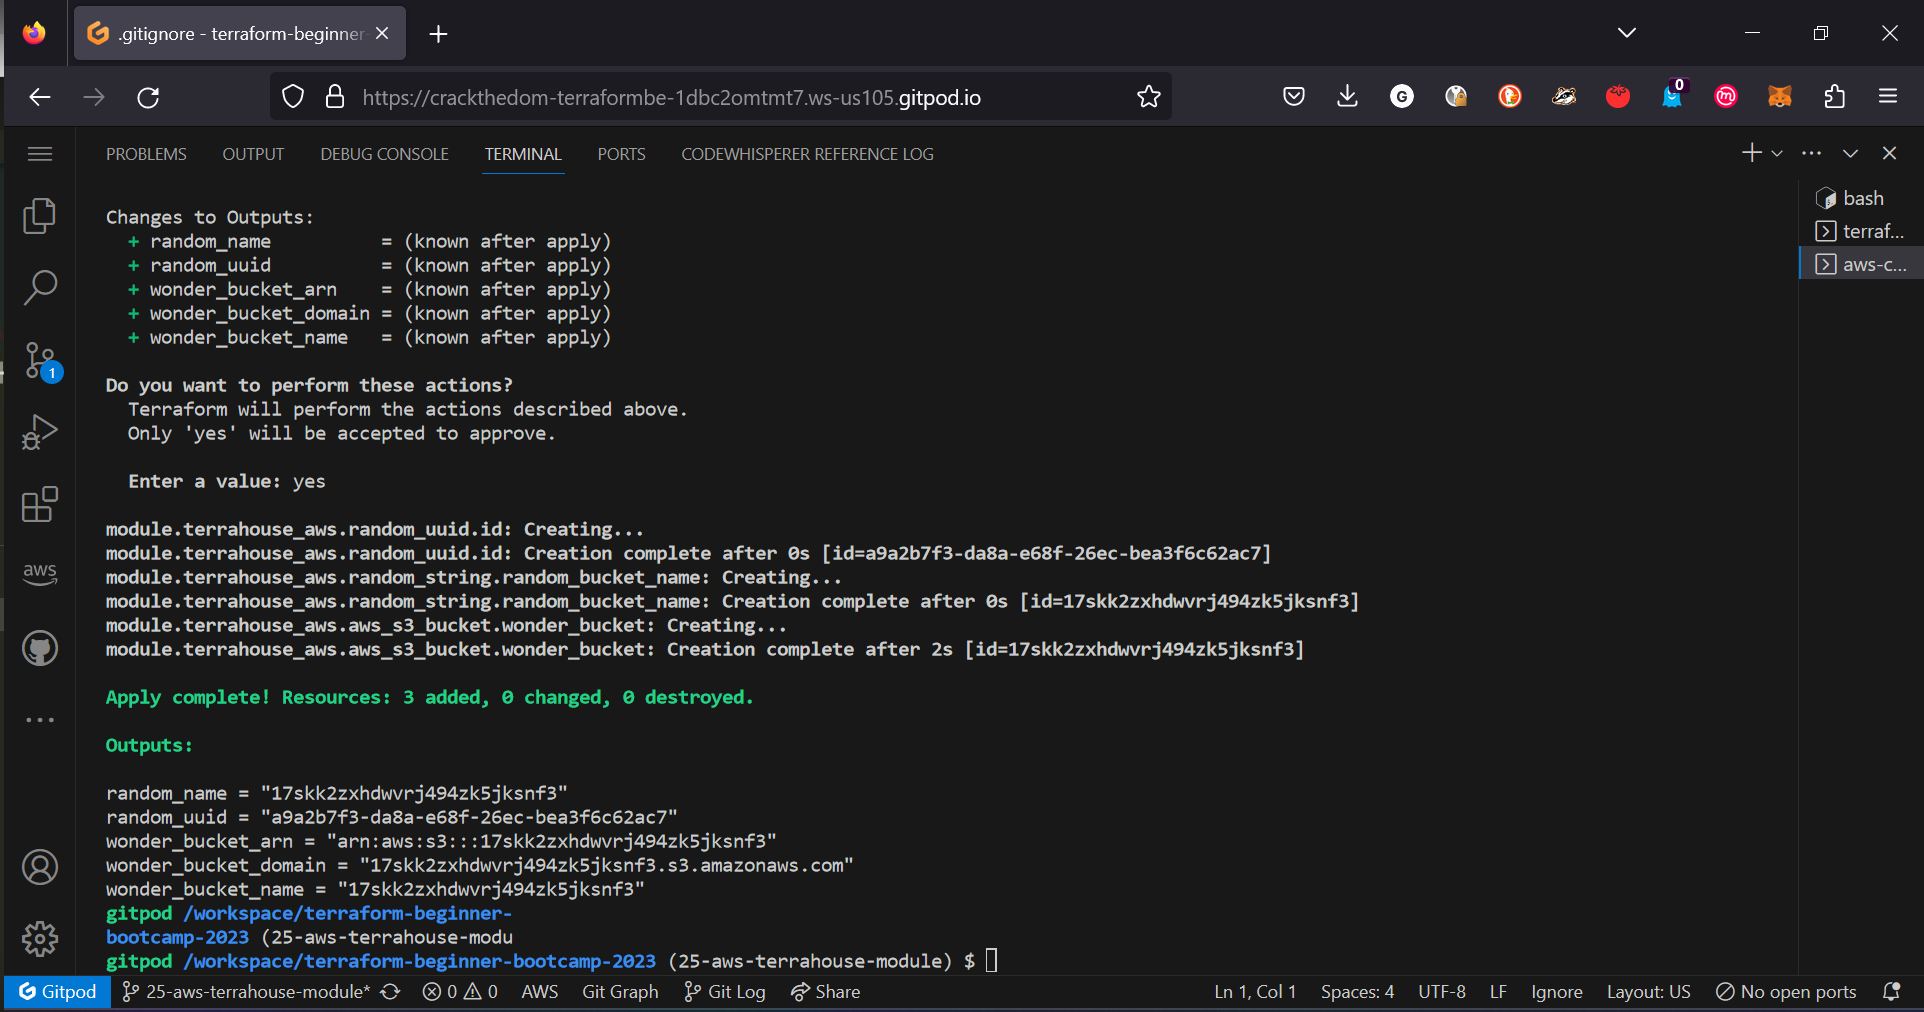 .gitignore - terraform-beginner-
https://crackthedom-terraformbe-1dbc2omtmt7.ws-us105.gitpod.io
G
0
PROBLEMS OUTPUT DEBUG CONSOLE TERMINAL PORTS CODEWHISPERER REFERENCE LOG
bash
terraf...
aws-c...
1
aws
Changes to Outputs:
+ random_name = (known after apply)
+ random_uuid = (known after apply)
+ wonder_bucket_arn = (known after apply)
+ wonder_bucket_domain = (known after apply)
+ wonder_bucket_name = (known after apply)
Do you want to perform these actions?
Terraform will perform the actions described above.
Only 'yes' will be accepted to approve.
Enter a value: yes
module.terrahouse_aws.random_uuid.id: Creating...
module.terrahouse_aws.random_uuid.id: Creation complete after 0s [id=a9a2b7f3-da8a-e68f-26ec-bea3f6c62ac7]
module.terrahouse_aws.random_string.random_bucket_name: Creating...
module.terrahouse_aws.random_string.random_bucket_name: Creation complete after 0s [id=17skk2zxhdwvrj494zk5jksnf3]
module.terrahouse_aws.aws_s3_bucket.wonder_bucket: Creating...
module.terrahouse_aws.aws_s3_bucket.wonder_bucket: Creation complete after 2s [id=17skk2zxhdwvrj494zk5jksnf3]
Apply complete! Resources: 3 added, 0 changed, 0 destroyed.
Outputs:
random_name = "17skk2zxhdwvrj494zk5jksnf3"
random_uuid = "a9a2b7f3-da8a-e68f-26ec-bea3f6c62ac7"
wonder_bucket_arn = "arn:aws:s3:::17skk2zxhdwvrj494zk5jksnf3"
wonder_bucket_domain = "17skk2zxhdwvrj494zk5jksnf3.s3.amazonaws.com"
wonder_bucket_name = "17skk2zxhdwvrj494zk5jksnf3"
gitpod /workspace/terraform-beginner-
bootcamp-2023 (25-aws-terrahouse-modu
gitpod /workspace/terraform-beginner-bootcamp-2023 (25-aws-terrahouse-module) $
Gitpod 25-aws-terrahouse-module* 0 0 AWS Git Graph Git Log Share Ln 1, Col 1 Spaces: 4 UTF-8 LF Ignore Layout: US No open ports